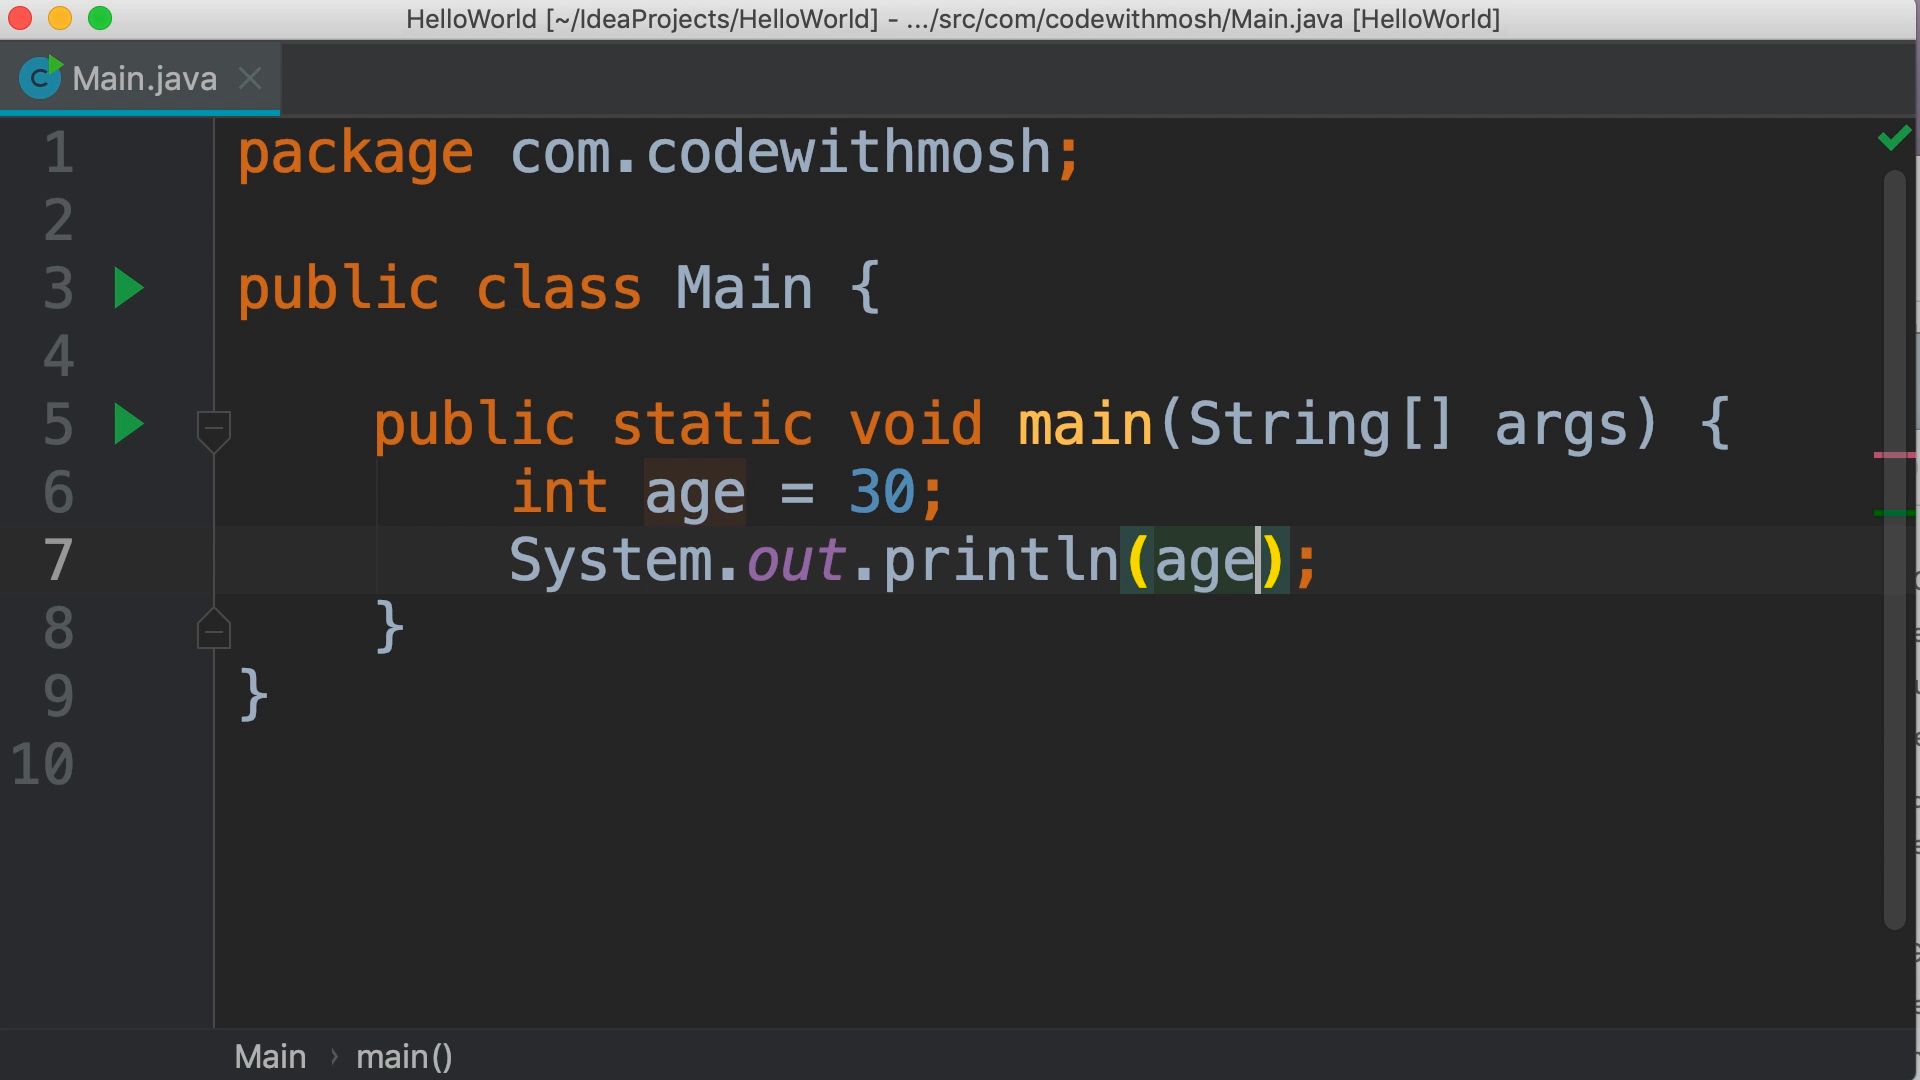 HelloWorld [~/IdeaProjects/HelloWorld] - .../src/com/codewithmosh/Main.java [HelloWorld]
Main.java
1 package com.codewithmosh;
2
3 public class Main {
4
5 public static void main(String[] args) {
6 int age = 30;
7 System.out.println(age);
8 }
9 }
10
Main › main()